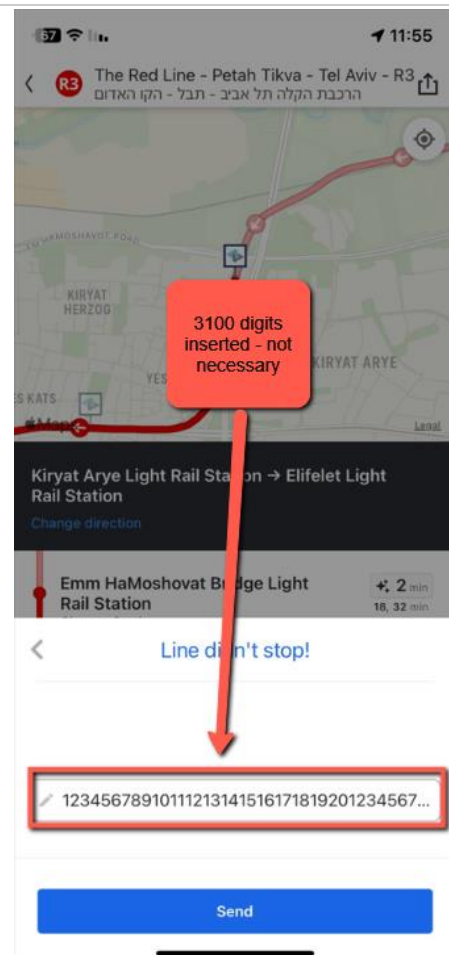 67 11:55
R3 The Red Line - Petah Tikva - Tel Aviv - R3
הרכבת הקלה תל אביב - תבל - הקו האדום
KIRYAT
HERZOG
3100 digits
inserted - not
necessary
KIRYAT ARYE
Legal
Kiryat Arye Light Rail Station → Elifelet Light
Rail Station
Change direction
Emm HaMoshovat Bridge Light
Rail Station
2 min
18, 32 min
Line didn't stop!
12345678910111213141516171819201234567...
Send